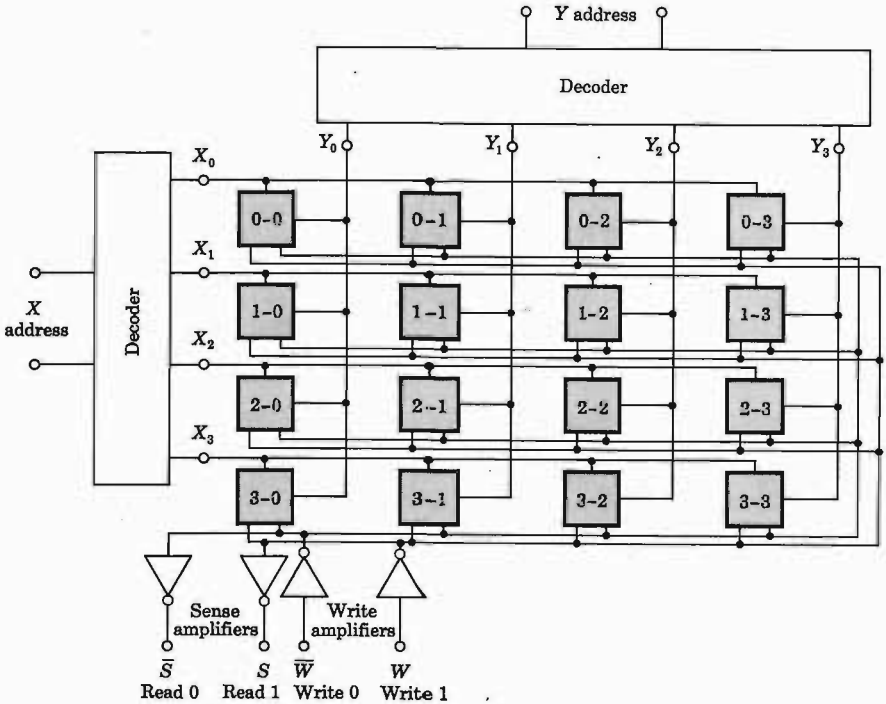 Y address
Decoder
Y0 Y1 Y2 Y3
X0
0-0 0-1 0-2 0-3
X1
1-0 1-1 1-2 1-3
X address
Decoder
X2
2-0 2-1 2-2 2-3
X3
3-0 3-1 3-2 3-3
Sense amplifiers
Write amplifiers
S̅ S W̅ W
Read 0 Read 1 Write 0 Write 1